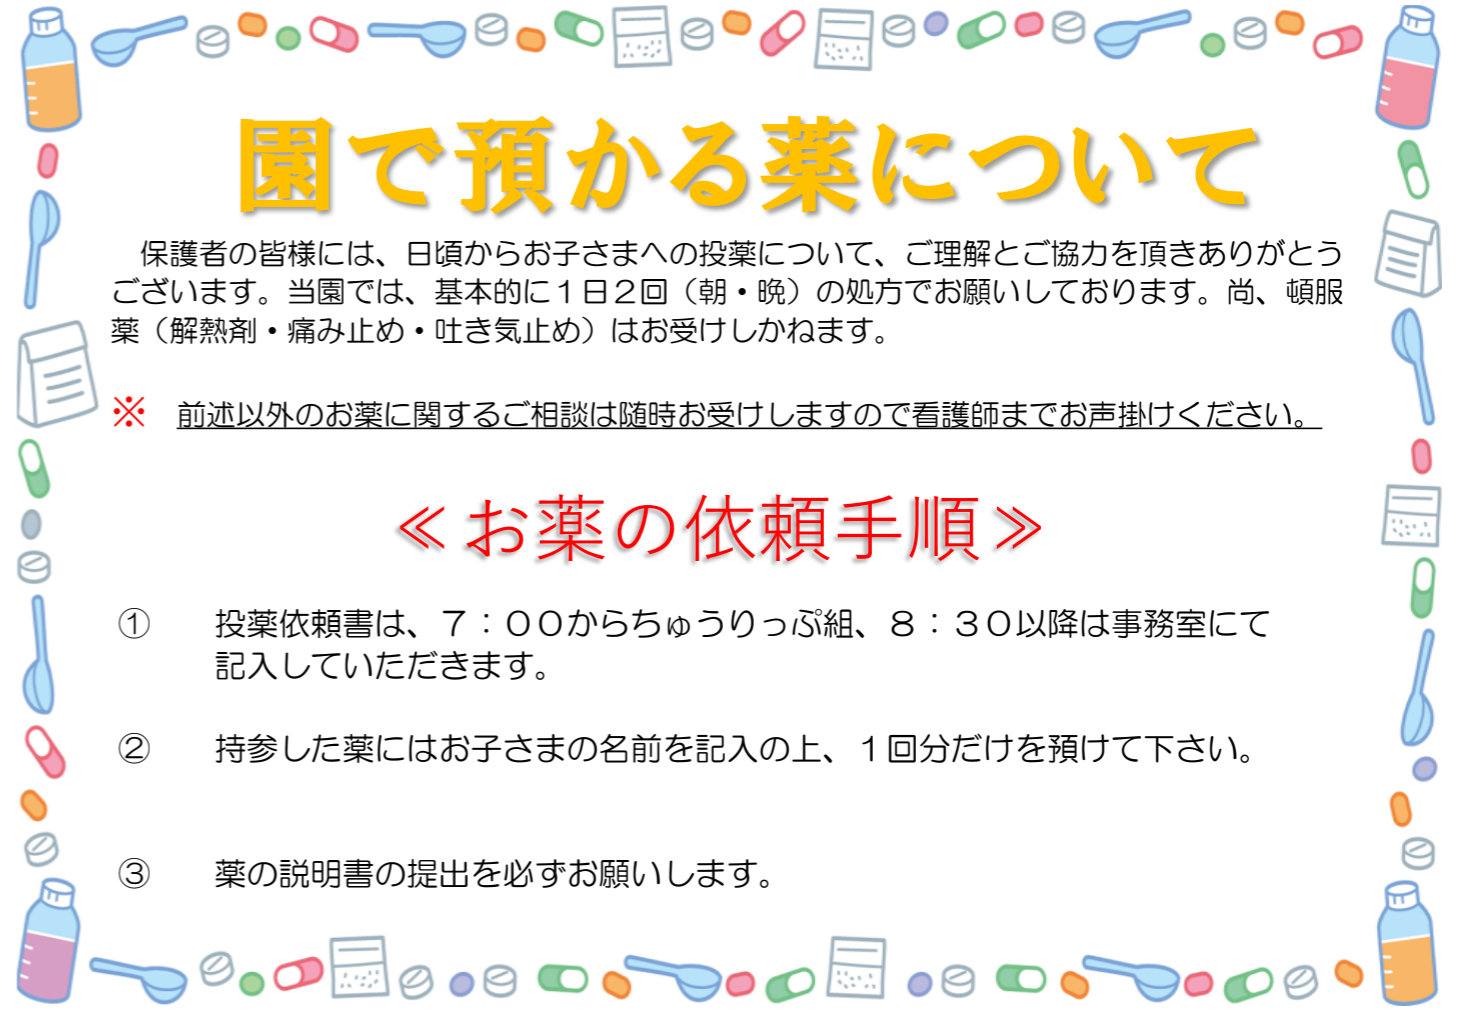 園で預かる薬について
保護者の皆様には、日頃からお子さまへの投薬について、ご理解とご協力を頂きありがとう
ございます。当園では、基本的に１日２回（朝・晩）の処方でお願いしております。尚、頓服
薬（解熱剤・痛み止め・吐き気止め）はお受けしかねます。
※　前述以外のお薬に関するご相談は随時お受けしますので看護師までお声掛けください。
≪お薬の依頼手順≫
①　投薬依頼書は、７：００からちゅうりっぷ組、８：３０以降は事務室にて
記入していただきます。
②　持参した薬にはお子さまの名前を記入の上、１回分だけを預けて下さい。
③　薬の説明書の提出を必ずお願いします。